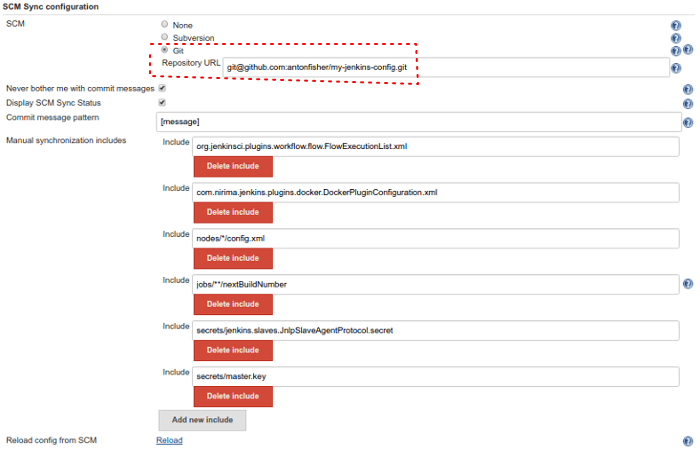 SCM Sync configuration
SCM
None
Subversion
Git
Repository URL git@github.com:antonfisher/my-jenkins-config.git
Never bother me with commit messages
Display SCM Sync Status
Commit message pattern [message]
Manual synchronization includes
Include org.jenkinsci.plugins.workflow.flow.FlowExecutionList.xml
Delete include
Include com.nirima.jenkins.plugins.docker.DockerPluginConfiguration.xml
Delete include
Include nodes/*/config.xml
Delete include
Include jobs/**/nextBuildNumber
Delete include
Include secrets/jenkins.slaves.JnlpSlaveAgentProtocol.secret
Delete include
Include secrets/master.key
Delete include
Add new include
Reload config from SCM Reload